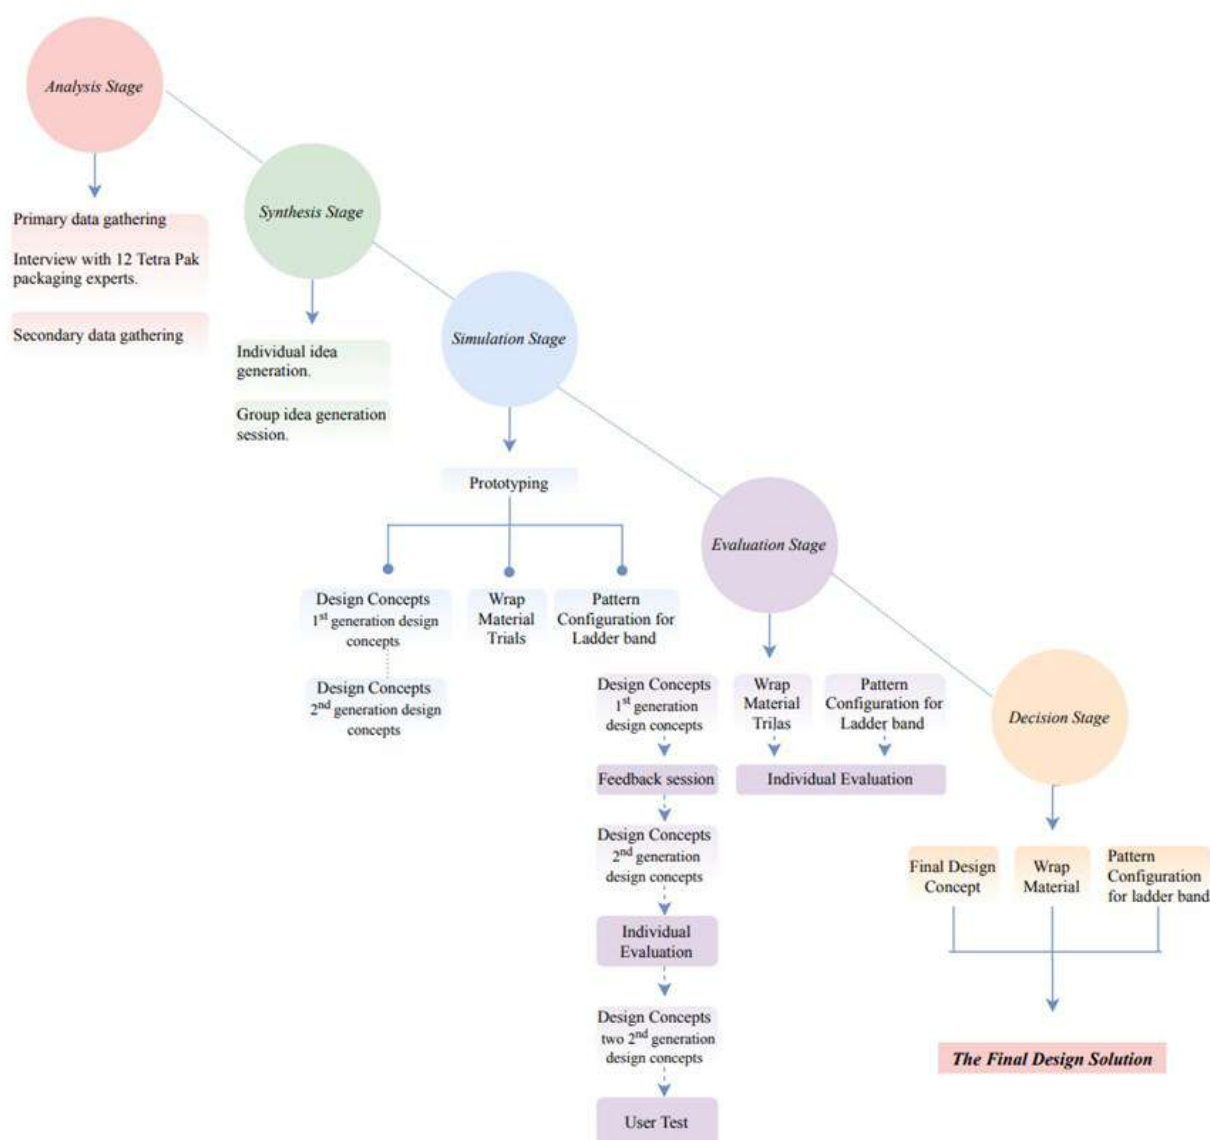 Analysis Stage
Primary data gathering
Interview with 12 Tetra Pak
packaging experts.
Secondary data gathering
Synthesis Stage
Individual idea
generation.
Group idea generation
session.
Simulation Stage
Prototyping
Design Concepts
1st generation design
concepts
Design Concepts
2nd generation design
concepts
Wrap
Material
Trials
Pattern
Configuration for
Ladder band
Evaluation Stage
Design Concepts
1st generation
design concepts
Feedback session
Design Concepts
2nd generation
design concepts
Individual
Evaluation
Design Concepts
two 2nd generation
design concepts
User Test
Wrap
Material
Trilas
Pattern
Configuration for
Ladder band
Individual Evaluation
Decision Stage
Final Design
Concept
Wrap
Material
Pattern
Configuration
for ladder band
The Final Design Solution